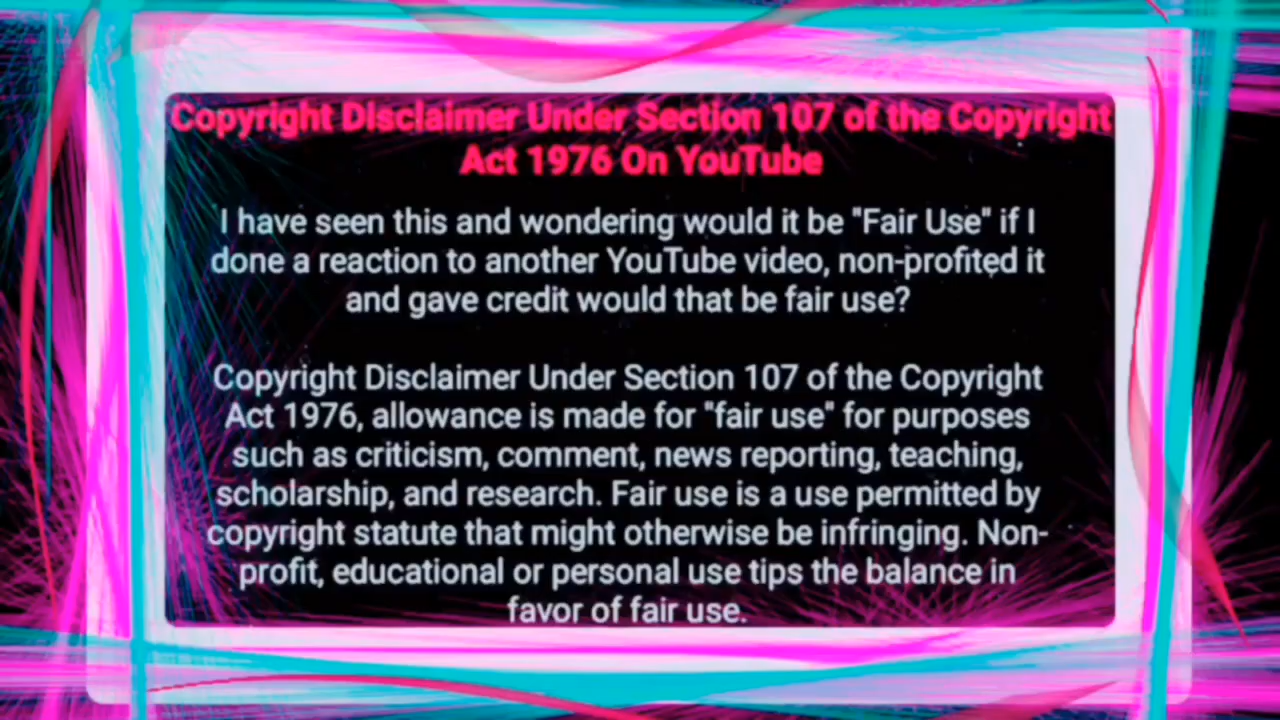 Copyright Disclaimer Under Section 107 of the Copyright
Act 1976 On YouTube
I have seen this and wondering would it be "Fair Use" if I
done a reaction to another YouTube video, non-profited it
and gave credit would that be fair use?
Copyright Disclaimer Under Section 107 of the Copyright
Act 1976, allowance is made for "fair use" for purposes
such as criticism, comment, news reporting, teaching,
scholarship, and research. Fair use is a use permitted by
copyright statute that might otherwise be infringing. Non-
profit, educational or personal use tips the balance in
favor of fair use.